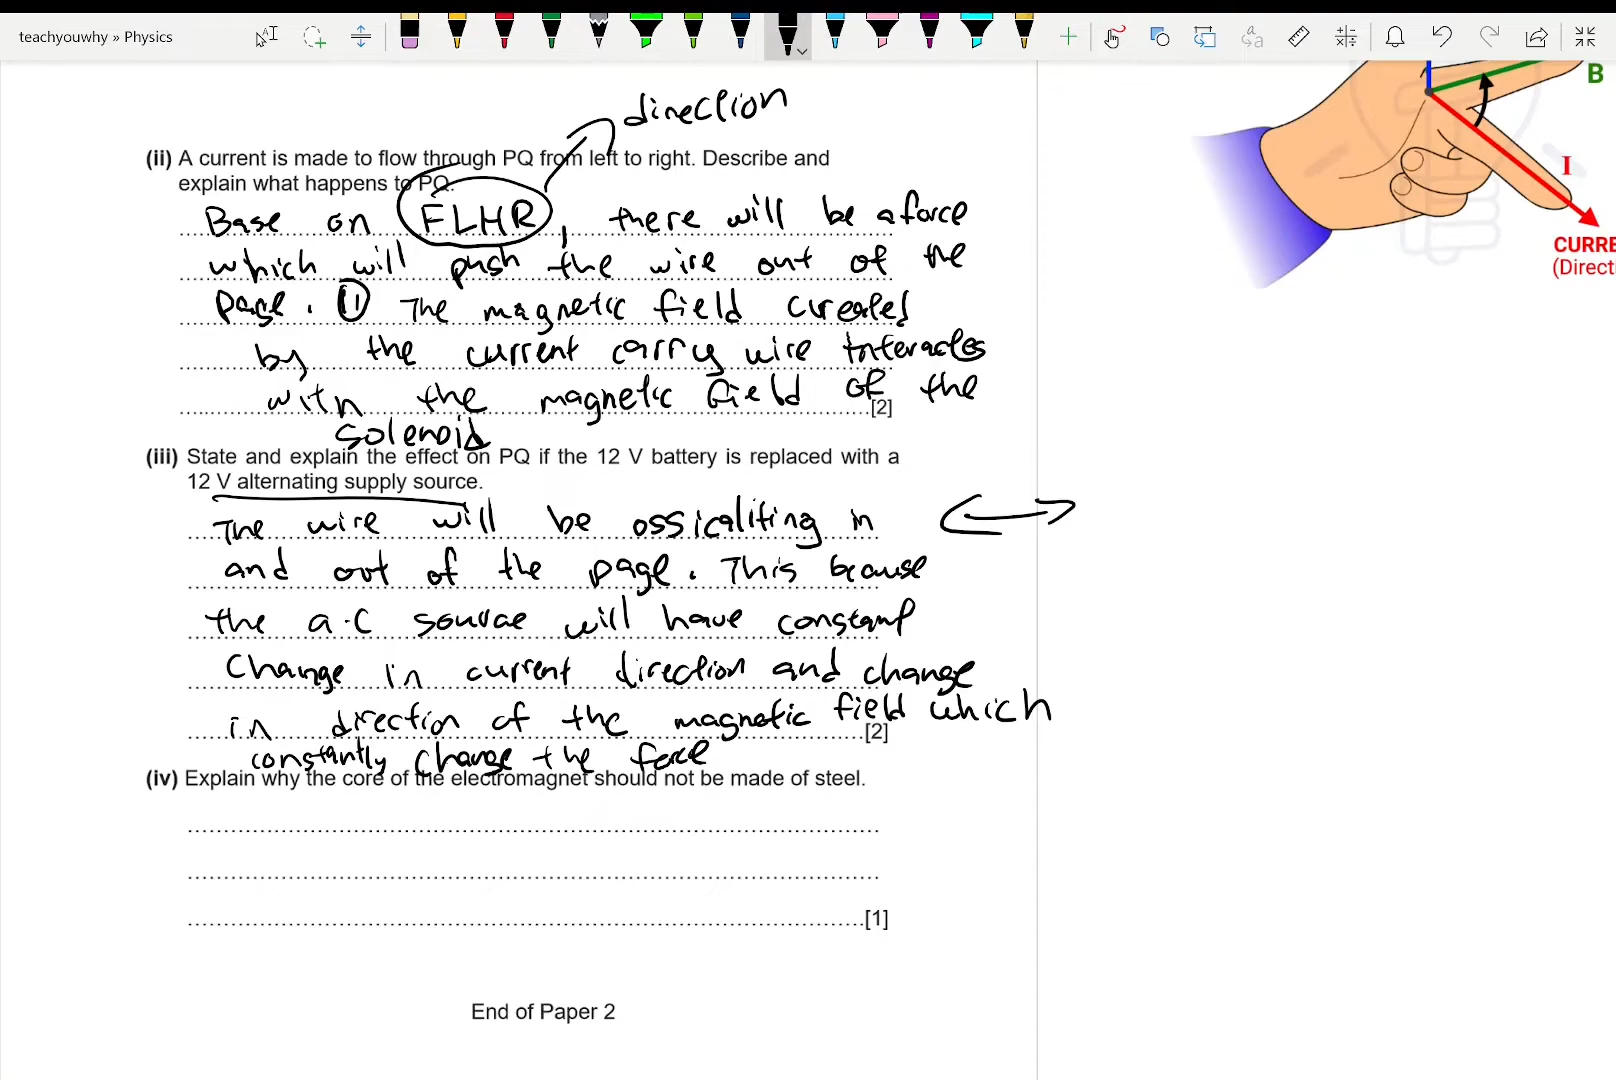 teachyouwhy » Physics
B
direction
(ii) A current is made to flow through PQ from left to right. Describe and
explain what happens to PQ.
I
Base on FLHR, there will be a force
which will push the wire out of the
CURRE
(Directi
page. ⑪ The magnetic field created
by the current carry wire Interactes
with the magnetic field of the
[2]
solenoid
(iii) State and explain the effect on PQ if the 12 V battery is replaced with a
12 V alternating supply source.
The wire will be ossicaliting in
and out of the page. This because
the a.c source will have constant
Change in current direction and change
in direction of the magnetic field which
[2]
constantly change the force
(iv) Explain why the core of the electromagnet should not be made of steel.
[1]
End of Paper 2